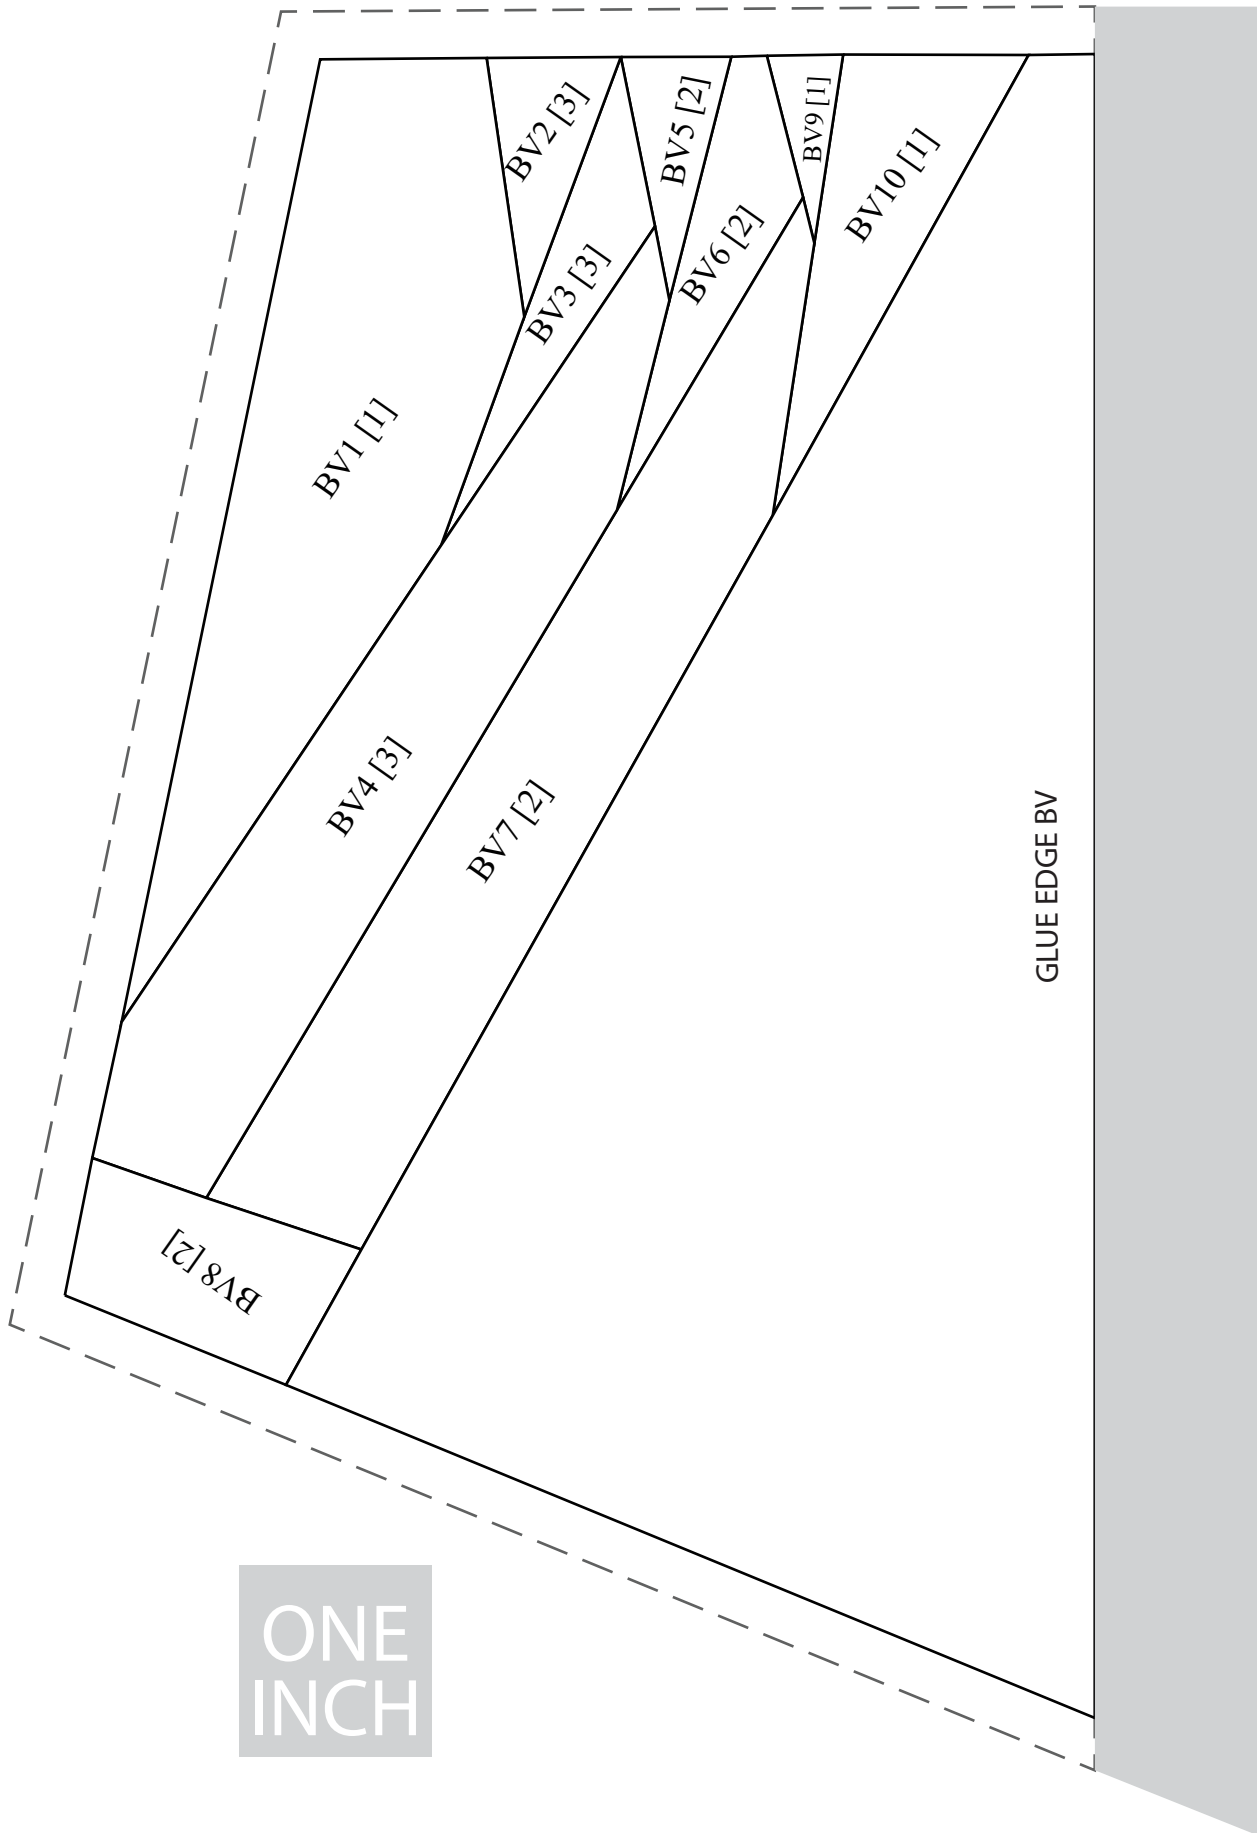 BV2 [3]
BV5 [2]
BV9 [1]
BV10 [1]
BV3 [3]
BV6 [2]
BV1 [1]
BV4 [3]
BV7 [2]
GLUE EDGE BV
BV8 [2]
ONE
INCH